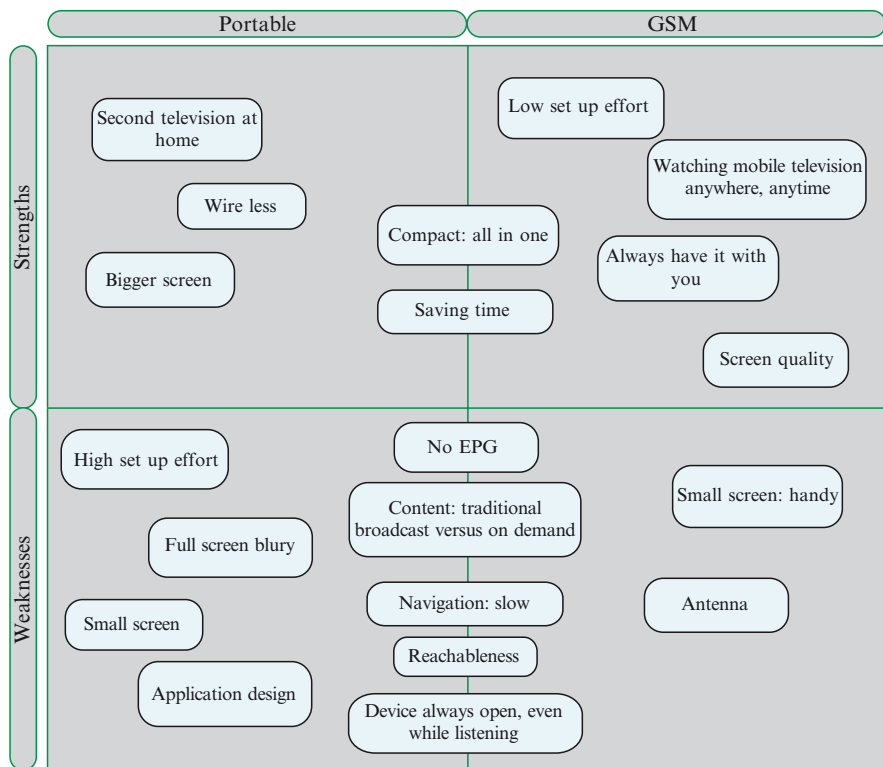 Portable
GSM
Strengths
Second television at
home
Wire less
Bigger screen
Compact: all in one
Saving time
Low set up effort
Watching mobile television
anywhere, anytime
Always have it with
you
Screen quality
Weaknesses
High set up effort
Full screen blury
Small screen
Application design
No EPG
Content: traditional
broadcast versus on demand
Navigation: slow
Reachableness
Device always open, even
while listening
Small screen: handy
Antenna